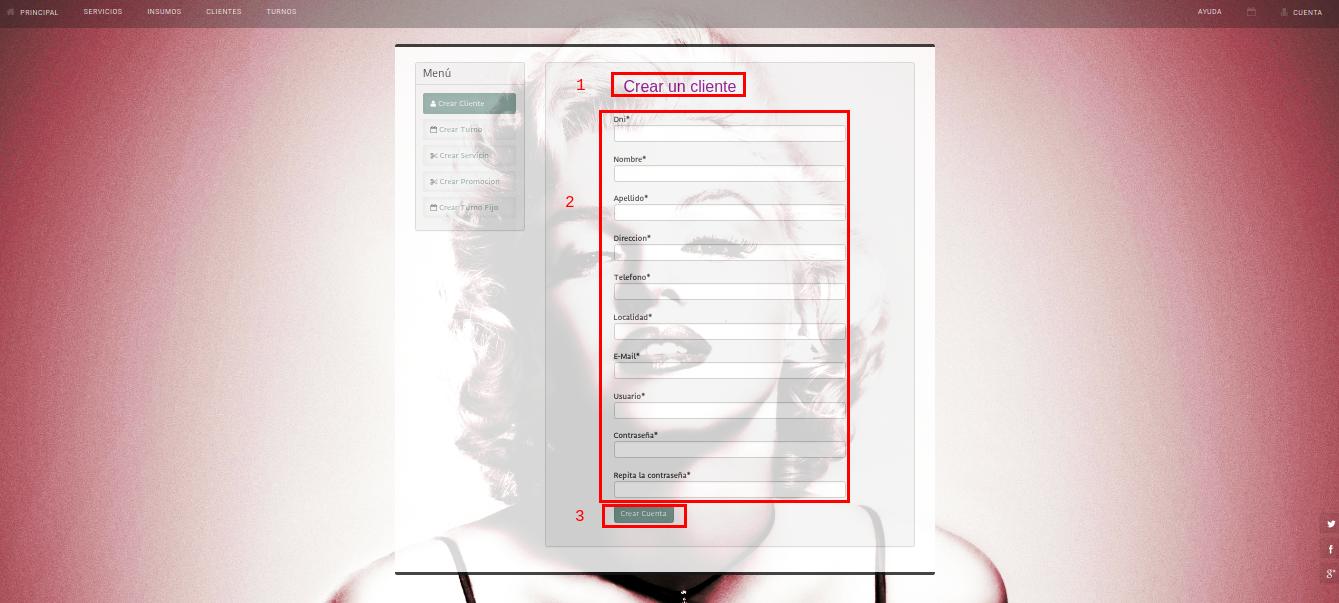 PRINCIPAL SERVICIOS INSUMOS CLIENTES TURNOS AYUDA CUENTA
Menú
Crear Cliente
Crear Turno
Crear Servicio
Crear Promocion
Crear Turno Fijo
1 Crear un cliente
2
Dni*
Nombre*
Apellido*
Direccion*
Telefono*
Localidad*
E-Mail*
Usuario*
Contraseña*
Repita la contraseña*
3 Crear Cuenta